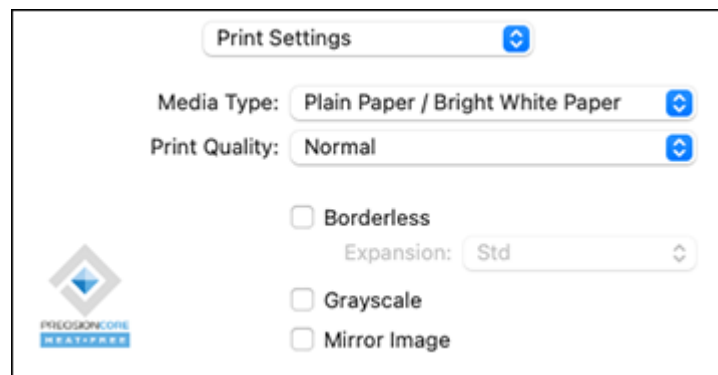 Print Settings
Media Type: Plain Paper / Bright White Paper
Print Quality: Normal
Borderless
Expansion: Std
Grayscale
Mirror Image
PRECISIONCORE
HEAT-FREE